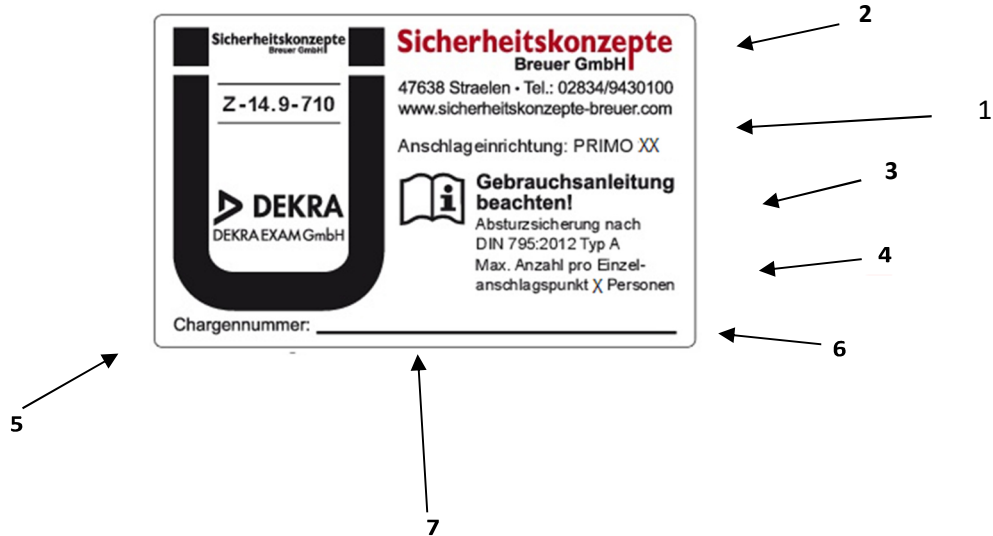 2
Sicherheitskonzepte
Breuer GmbH
Sicherheitskonzepte
Breuer GmbH
47638 Straelen • Tel.: 02834/9430100
www.sicherheitskonzepte-breuer.com
Z-14.9-710
1
Anschlageinrichtung: PRIMO XX
3
Gebrauchsanleitung
beachten!
DEKRA
DEKRA EXAM GmbH
Absturzsicherung nach
DIN 795:2012 Typ A
4
Max. Anzahl pro Einzel-
anschlagspunkt X Personen
Chargennummer:
6
5
7